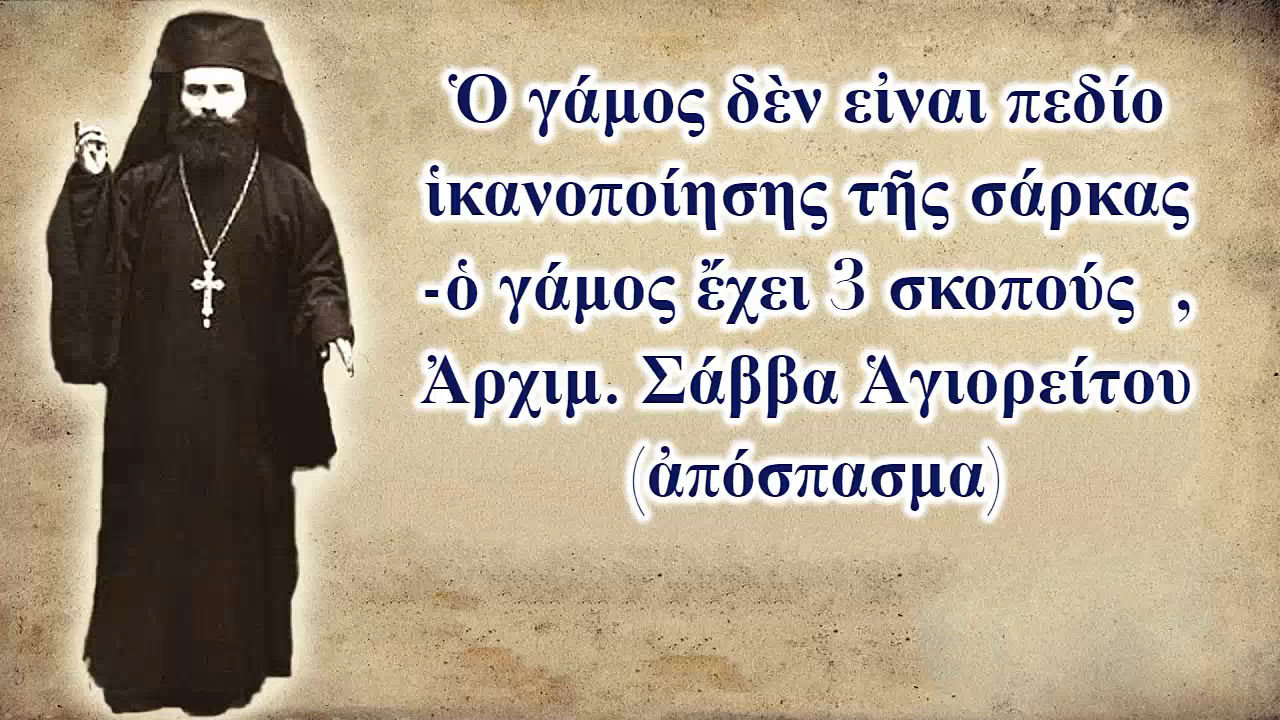 Ὁ γάμος δὲν εἰναι πεδίο
ἱκανοποίησης τῆς σάρκας
-ὁ γάμος ἔχει 3 σκοπούς ,
Ἀρχιμ. Σάββα Ἁγιορείτου
(ἀπόσπασμα)